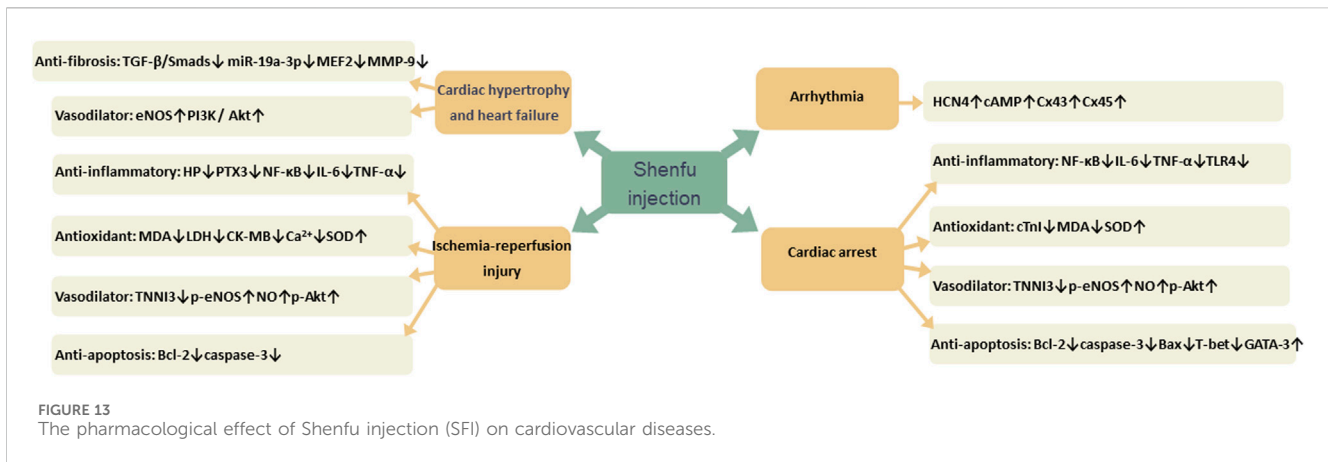 Anti-fibrosis: TGF-β/Smads↓ miR-19a-3p↓MEF2↓MMP-9↓
Vasodilator: eNOS↑PI3K/ Akt↑
Cardiac hypertrophy
and heart failure
Anti-inflammatory: HP↓PTX3↓NF-κB↓IL-6↓TNF-α↓
Antioxidant: MDA↓LDH↓CK-MB↓Ca²⁺↓SOD↑
Vasodilator: TNNI3↓p-eNOS↑NO↑p-Akt↑
Anti-apoptosis: Bcl-2↓caspase-3↓
Ischemia-reperfusion
injury
Shenfu
injection
Arrhythmia
HCN4↑cAMP↑Cx43↑Cx45↑
Cardiac arrest
Anti-inflammatory: NF-κB↓IL-6↓TNF-α↓TLR4↓
Antioxidant: cTnI↓MDA↓SOD↑
Vasodilator: TNNI3↓p-eNOS↑NO↑p-Akt↑
Anti-apoptosis: Bcl-2↓caspase-3↓Bax↓T-bet↓GATA-3↑
FIGURE 13
The pharmacological effect of Shenfu injection (SFI) on cardiovascular diseases.